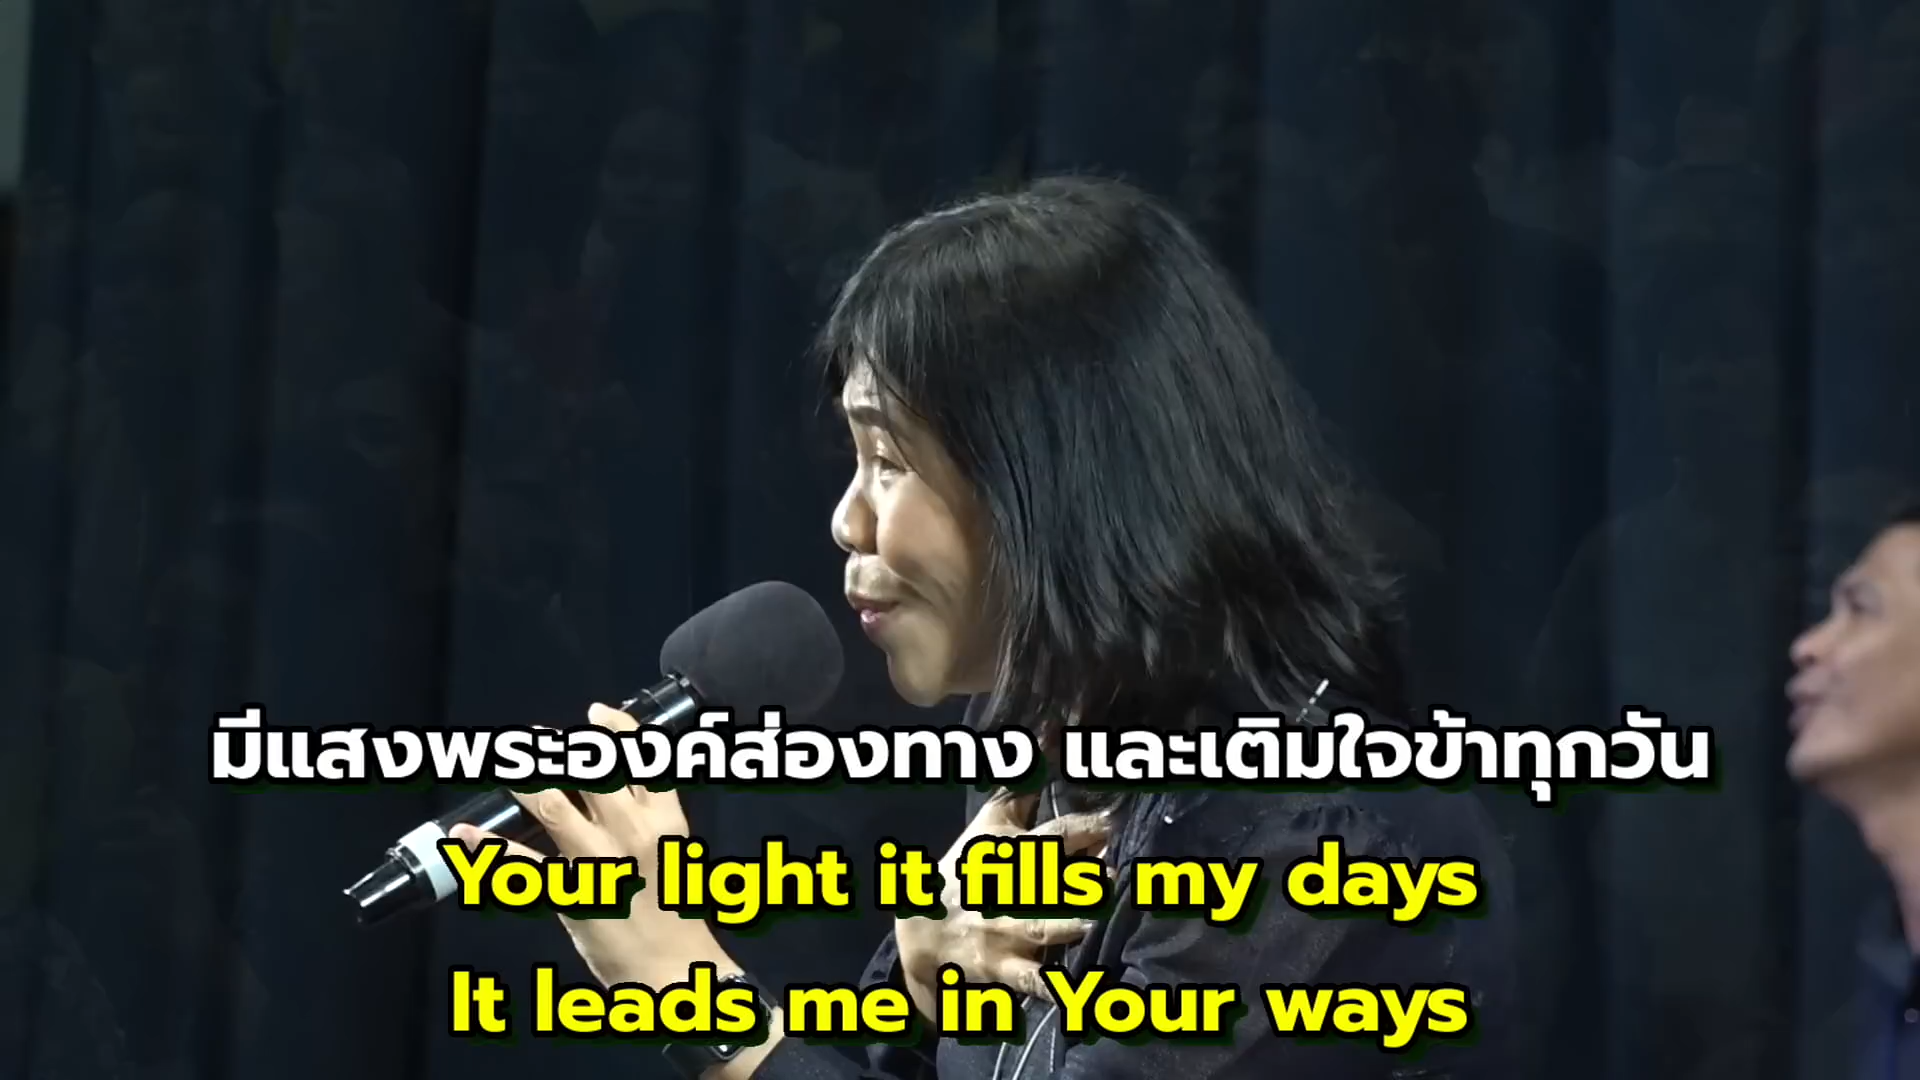 มีแสงพระองค์ส่องทาง และเติมใจข้าทุกวัน
Your light it fills my days
It leads me in Your ways